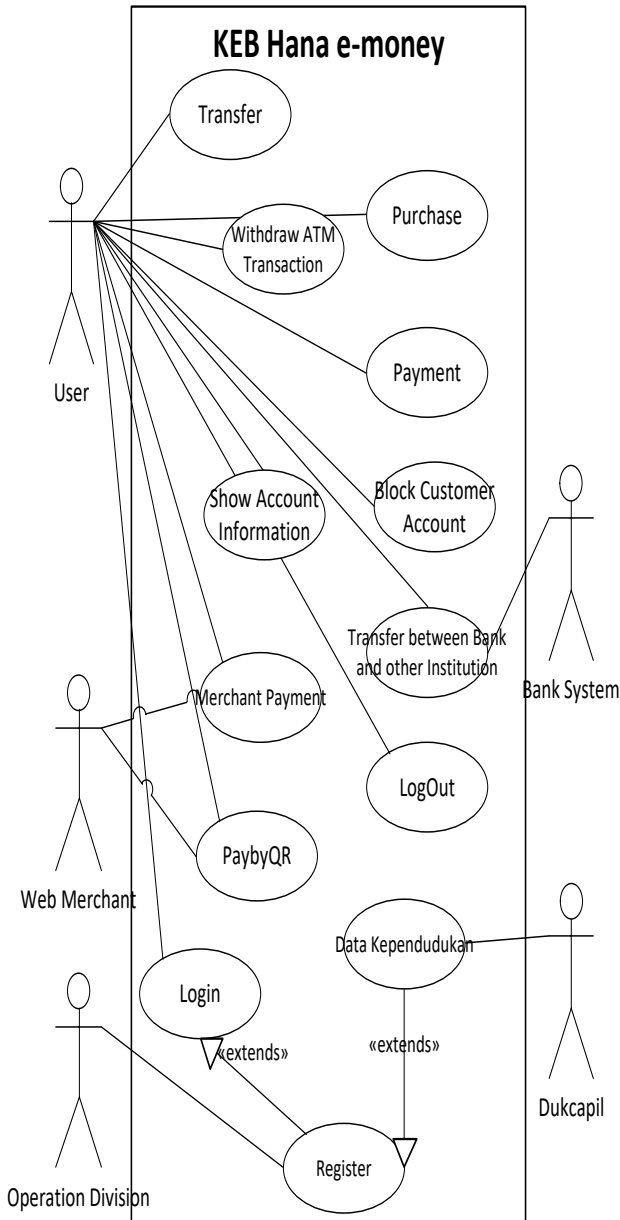 KEB Hana e-money
Transfer
Purchase
Withdraw ATM
Transaction
User
Payment
Show Account
Information
Block Customer
Account
Transfer between Bank
and other Institution
Bank System
Merchant Payment
LogOut
Web Merchant
PaybyQR
Data Kependudukan
Login
«extends»
«extends»
Dukcapil
Register
Operation Division